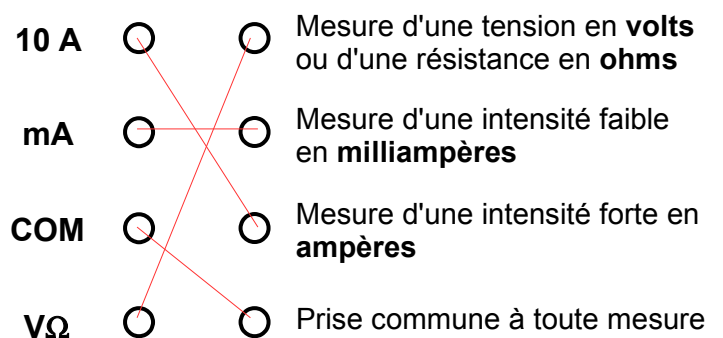 10 A
Mesure d'une tension en volts
ou d'une résistance en ohms
mA
Mesure d'une intensité faible
en milliampères
COM
Mesure d'une intensité forte en
ampères
VΩ
Prise commune à toute mesure